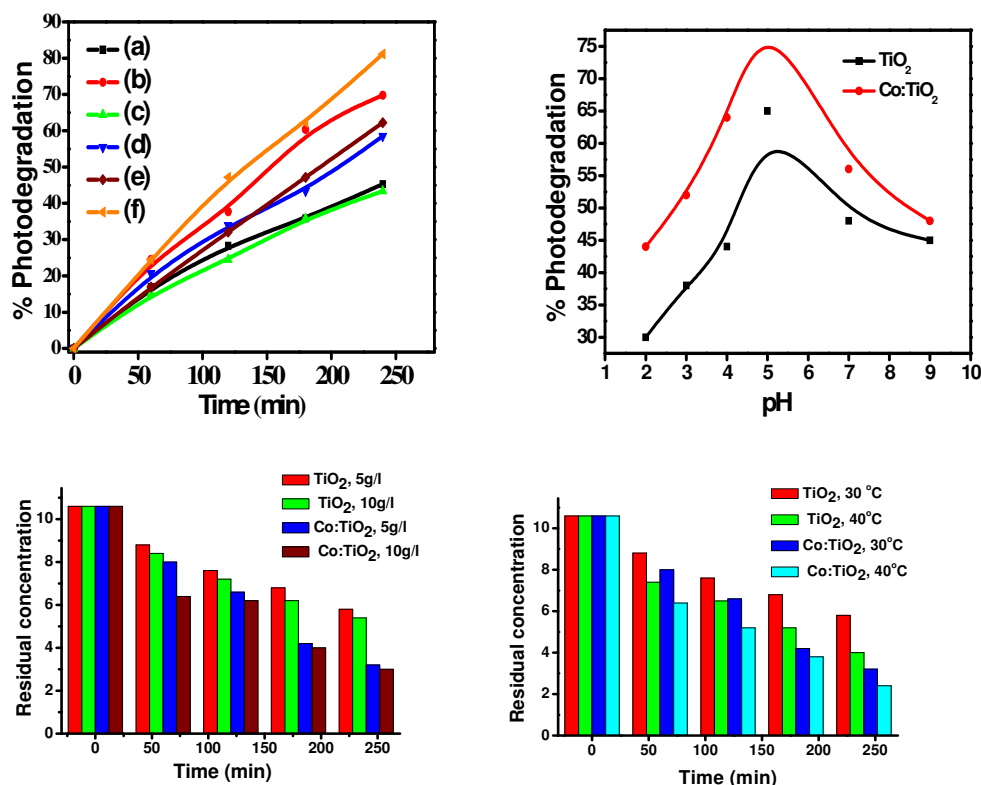 90
80
70
60
50
40
30
20
10
0
% Photodegradation
(a)
(b)
(c)
(d)
(e)
(f)
0 50 100 150 200 250
Time (min)
75
70
65
60
55
50
45
40
35
30
% Photodegradation
TiO₂
Co:TiO₂
1 2 3 4 5 6 7 8 9 10
pH
10
8
6
4
2
0
Residual concentration
TiO₂, 5g/l
TiO₂, 10g/l
Co:TiO₂, 5g/l
Co:TiO₂, 10g/l
0 50 100 150 200 250
Time (min)
10
8
6
4
2
0
Residual concentration
TiO₂, 30 °C
TiO₂, 40°C
Co:TiO₂, 30°C
Co:TiO₂, 40°C
0 50 100 150 200 250
Time (min)